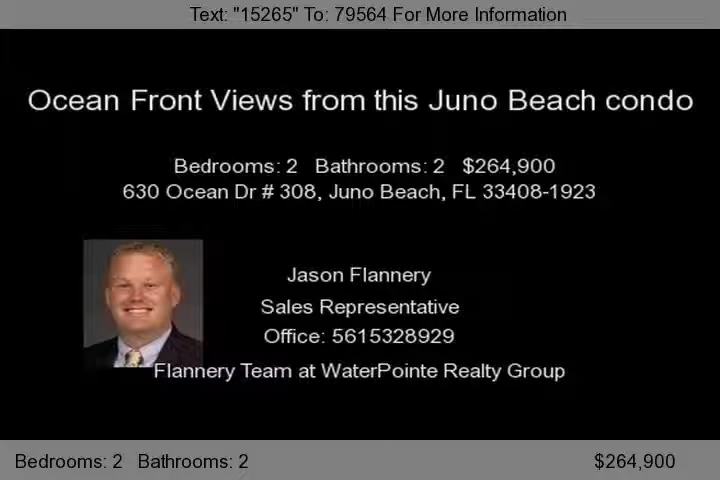 Text: "15265" To: 79564 For More Information
Ocean Front Views from this Juno Beach condo
Bedrooms: 2 Bathrooms: 2 $264,900
630 Ocean Dr # 308, Juno Beach, FL 33408-1923
Jason Flannery
Sales Representative
Office: 5615328929
Flannery Team at WaterPointe Realty Group
Bedrooms: 2 Bathrooms: 2 $264,900